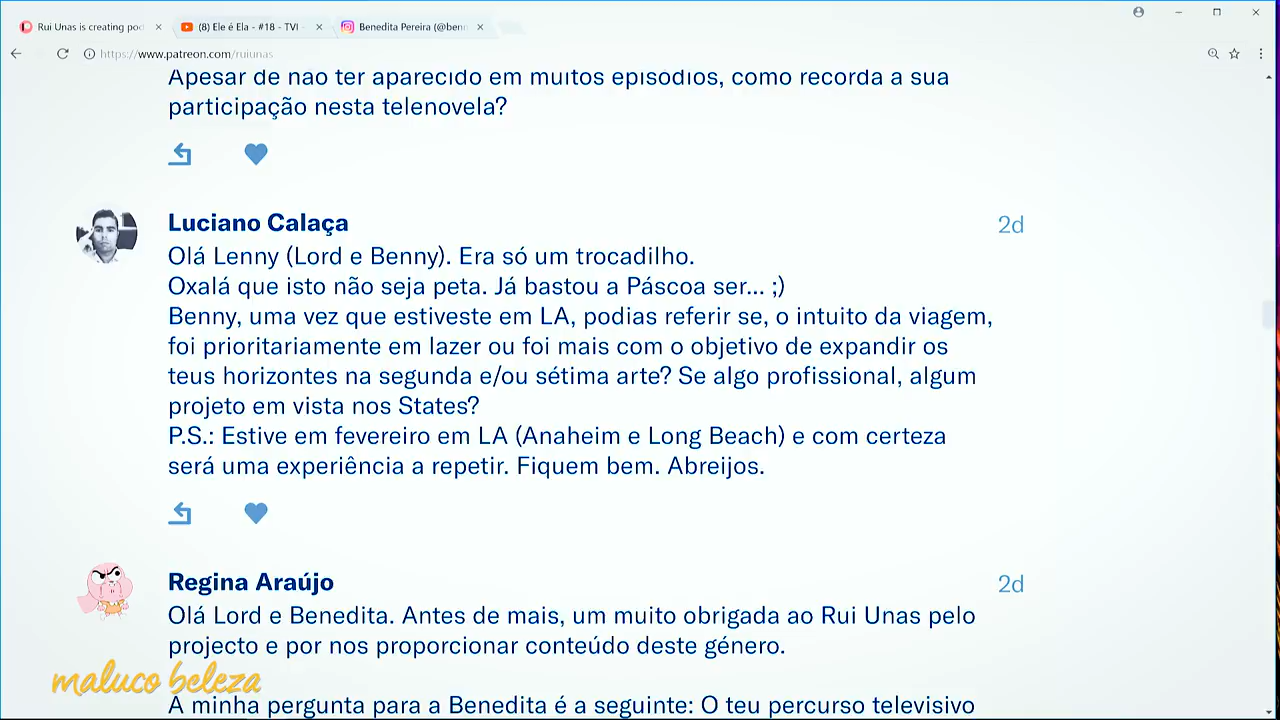 Rui Unas is creating pod
(8) Ele é Ela - #18 - TVI -
Benedita Pereira (@benn
https://www.patreon.com/ruiunas
Apesar de não ter aparecido em muitos episódios, como recorda a sua
participação nesta telenovela?
Luciano Calaça
2d
Olá Lenny (Lord e Benny). Era só um trocadilho.
Oxalá que isto não seja peta. Já bastou a Páscoa ser... ;)
Benny, uma vez que estiveste em LA, podias referir se, o intuito da viagem,
foi prioritariamente em lazer ou foi mais com o objetivo de expandir os
teus horizontes na segunda e/ou sétima arte? Se algo profissional, algum
projeto em vista nos States?
P.S.: Estive em fevereiro em LA (Anaheim e Long Beach) e com certeza
será uma experiência a repetir. Fiquem bem. Abreijos.
Regina Araújo
2d
Olá Lord e Benedita. Antes de mais, um muito obrigada ao Rui Unas pelo
projecto e por nos proporcionar conteúdo deste género.
maluco beleza
A minha pergunta para a Benedita é a seguinte: O teu percurso televisivo